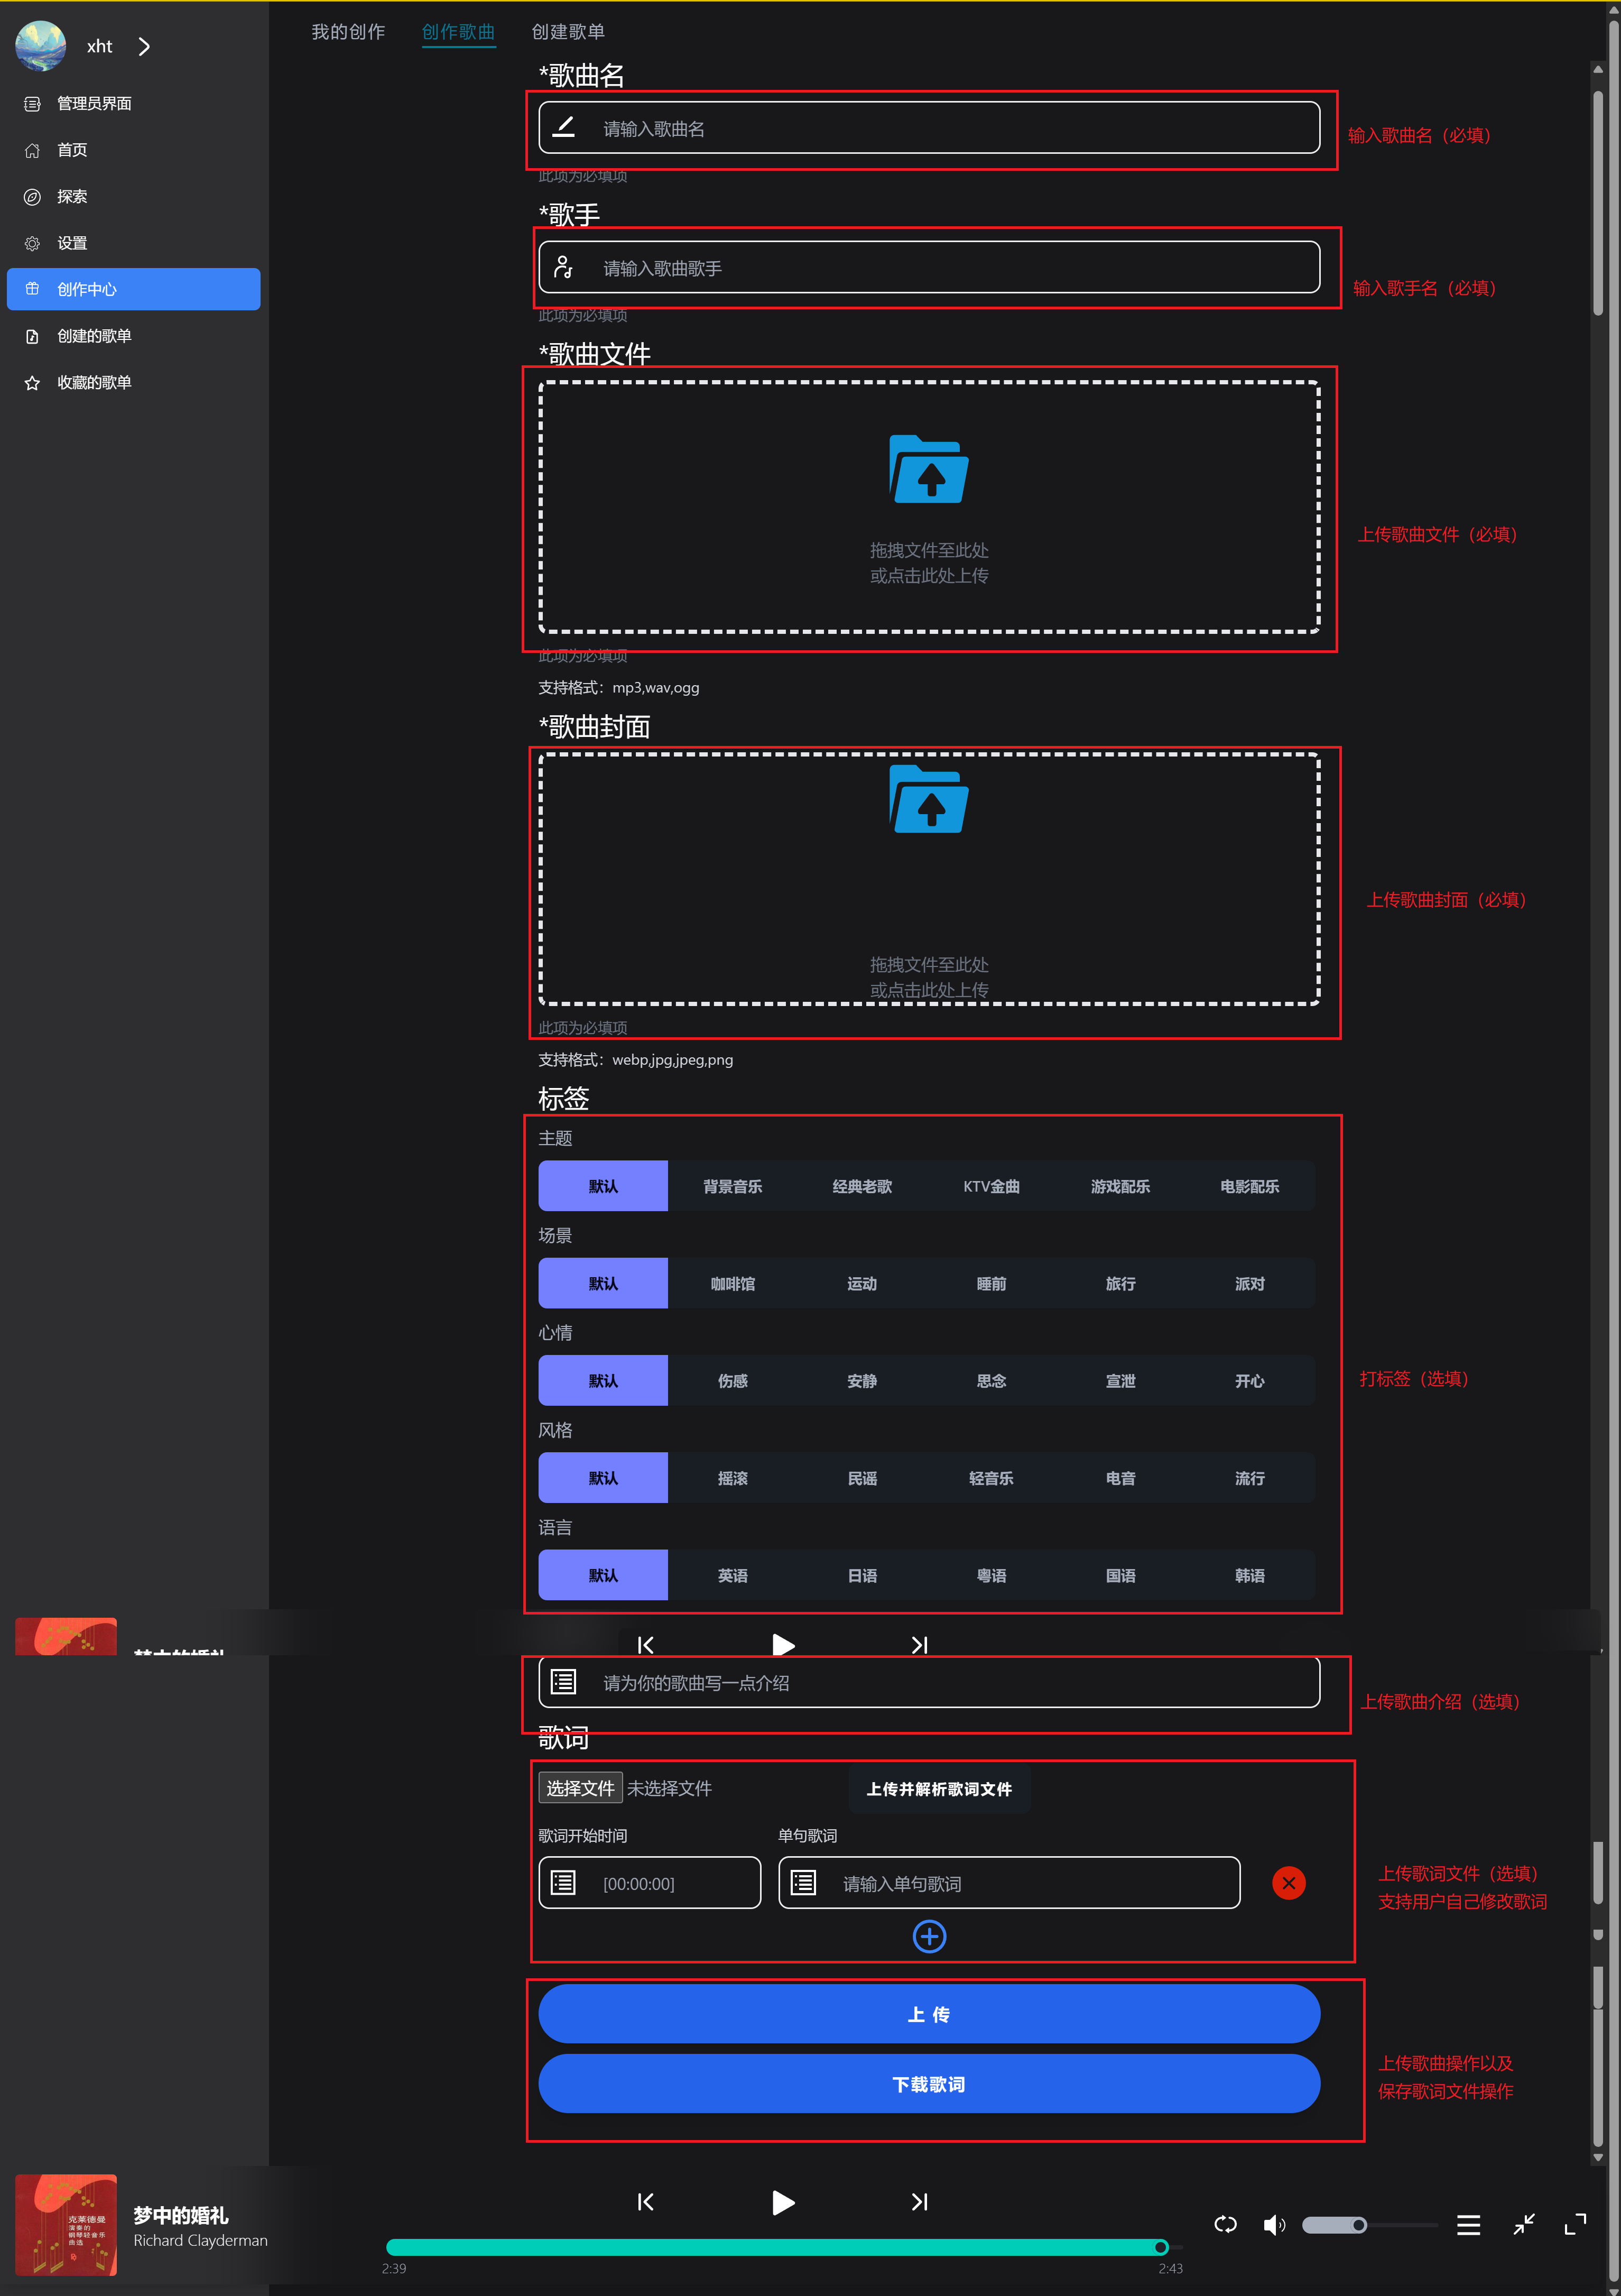 xht
管理员界面
首页
探索
设置
创作中心
创建的歌单
收藏的歌单
我的创作
创作歌曲
创建歌单
*歌曲名
请输入歌曲名
输入歌曲名（必填）
此项为必填项
*歌手
请输入歌曲歌手
输入歌手名（必填）
此项为必填项
*歌曲文件
拖拽文件至此处
或点击此处上传
上传歌曲文件（必填）
此项为必填项
支持格式：mp3,wav,ogg
*歌曲封面
拖拽文件至此处
或点击此处上传
上传歌曲封面（必填）
此项为必填项
支持格式：webp,jpg,jpeg,png
标签
主题
默认 背景音乐 经典老歌 KTV金曲 游戏配乐 电影配乐
场景
默认 咖啡馆 运动 睡前 旅行 派对
心情
默认 伤感 安静 思念 宣泄 开心
打标签（选填）
风格
默认 摇滚 民谣 轻音乐 电音 流行
语言
默认 英语 日语 粤语 国语 韩语
梦中的婚礼
请为你的歌曲写一点介绍
上传歌曲介绍（选填）
歌词
选择文件 未选择文件
上传并解析歌词文件
歌词开始时间 单句歌词
[00:00:00] 请输入单句歌词
上传歌词文件（选填）
支持用户自己修改歌词
上 传
下载歌词
上传歌曲操作以及
保存歌词文件操作
克莱德曼
演奏的
钢琴轻音乐
曲选
梦中的婚礼
Richard Clayderman
2:39
2:43